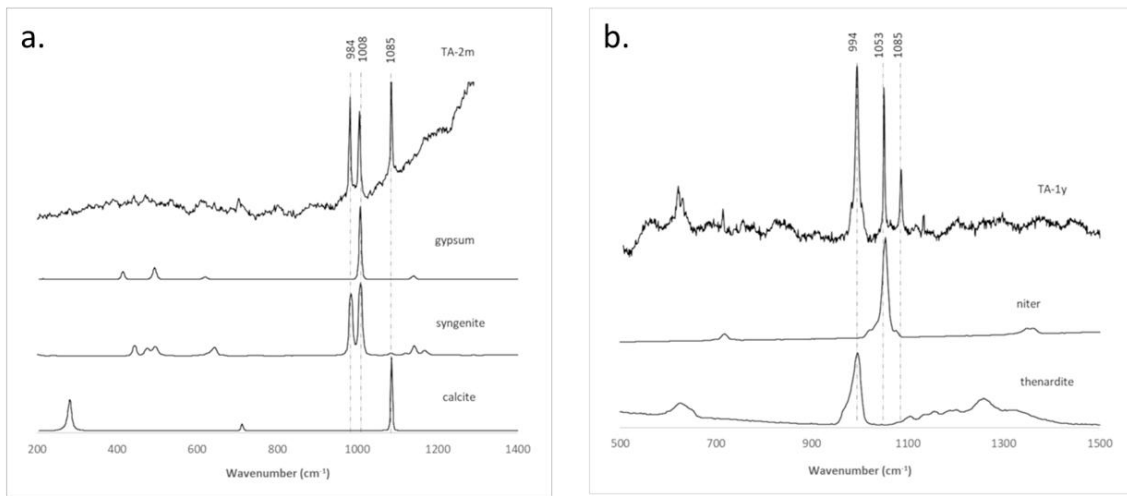 a.
984
1008
1085
TA-2m
gypsum
syngenite
calcite
200 400 600 800 1000 1200 1400
Wavenumber (cm⁻¹)
b.
994
1053
1085
TA-1y
niter
thenardite
500 700 900 1100 1300 1500
Wavenumber (cm⁻¹)